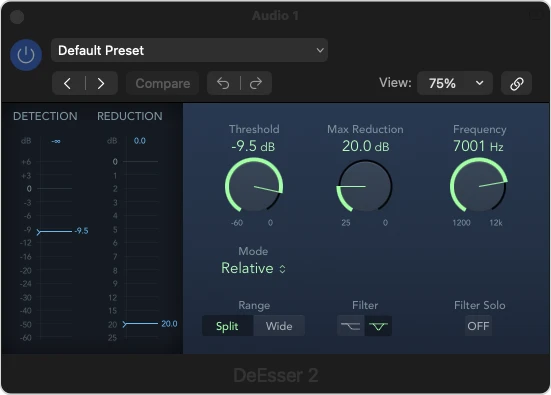 Audio 1
Default Preset
Compare
View: 75%
DETECTION REDUCTION
dB -∞ dB 0.0
+6 0
+3 1
0 2
-3 3
-6 4
-9 -9.5 5
-12 6
-16 7
-20 8
-24 9
-30 12
-40 15
-50 20 20.0
-60 25
Threshold Max Reduction Frequency
-9.5 dB 20.0 dB 7001 Hz
-60 0 25 0 1200 12k
Mode
Relative
Range Filter Filter Solo
Split Wide OFF
DeEsser 2